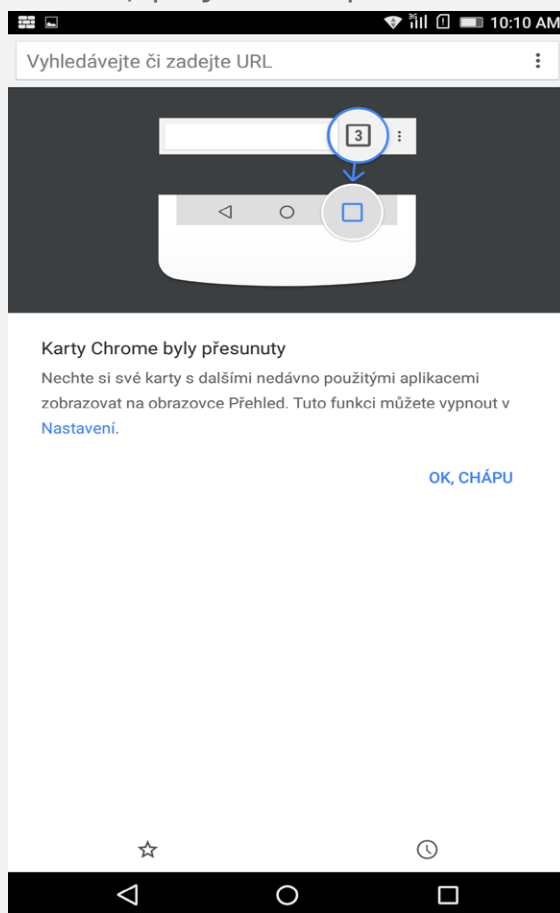 10:10 AM
Vyhledávejte či zadejte URL
3
Karty Chrome byly přesunuty
Nechte si své karty s dalšími nedávno použitými aplikacemi
zobrazovat na obrazovce Přehled. Tuto funkci můžete vypnout v
Nastavení.
OK, CHÁPU